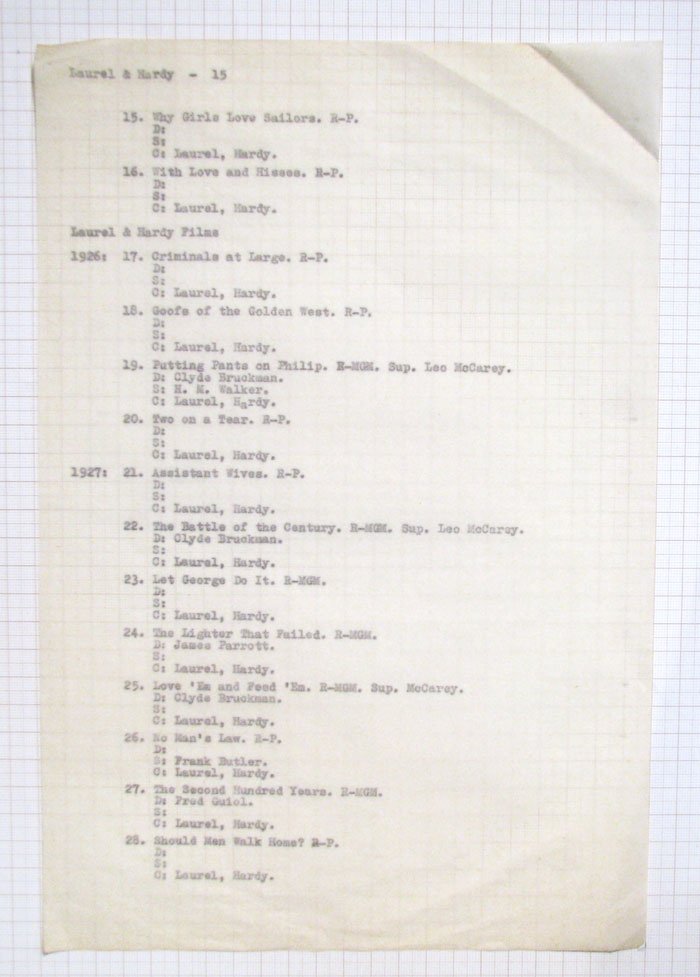 Laurel & Hardy - 15
15. Why Girls Love Sailors. R-P.
D:
S:
C: Laurel, Hardy.
16. With Love and Hisses. R-P.
D:
S:
C: Laurel, Hardy.
Laurel & Hardy Films
1926: 17. Criminals at Large. R-P.
D:
S:
C: Laurel, Hardy.
18. Goofs of the Golden West. R-P.
D:
S:
C: Laurel, Hardy.
19. Putting Pants on Philip. R-MGM. Sup. Leo McCarey.
D: Clyde Bruckman.
S: H. M. Walker.
C: Laurel, Hardy.
20. Two on a Tear. R-P.
D:
S:
C: Laurel, Hardy.
1927: 21. Assistant Wives. R-P.
D:
S:
C: Laurel, Hardy.
22. The Battle of the Century. R-MGM. Sup. Leo McCarey.
D: Clyde Bruckman.
S:
C: Laurel, Hardy.
23. Let George Do It. R-MGM.
D:
S:
C: Laurel, Hardy.
24. The Lighter That Failed. R-MGM.
D: James Parrott.
S:
C: Laurel, Hardy.
25. Love 'Em and Feed 'Em. R-MGM. Sup. McCarey.
D: Clyde Bruckman.
S:
C: Laurel, Hardy.
26. No Man's Law. R-P.
D:
S: Frank Butler.
C: Laurel, Hardy.
27. The Second Hundred Years. R-MGM.
D: Fred Guiol.
S:
C: Laurel, Hardy.
28. Should Men Walk Home? R-P.
D:
S:
C: Laurel, Hardy.